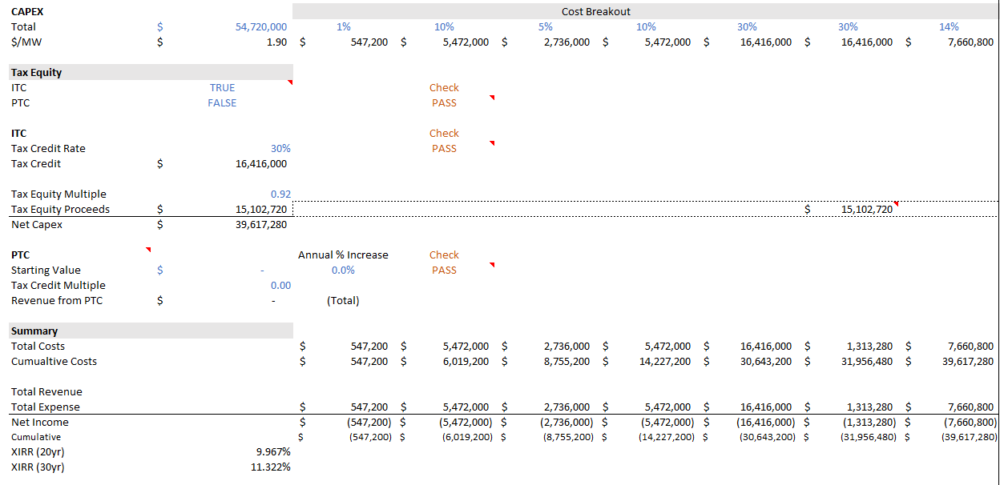 CAPEX Cost Breakout
Total $ 54,720,000 1% 10% 5% 10% 30% 30% 14%
$/MW $ 1.90 $ 547,200 $ 5,472,000 $ 2,736,000 $ 5,472,000 $ 16,416,000 $ 16,416,000 $ 7,660,800
Tax Equity
ITC TRUE Check
PTC FALSE PASS
ITC Check
Tax Credit Rate 30% PASS
Tax Credit $ 16,416,000
Tax Equity Multiple 0.92
Tax Equity Proceeds $ 15,102,720 $ 15,102,720
Net Capex $ 39,617,280
PTC Annual % Increase Check
Starting Value $ - 0.0% PASS
Tax Credit Multiple 0.00
Revenue from PTC $ - (Total)
Summary
Total Costs $ 547,200 $ 5,472,000 $ 2,736,000 $ 5,472,000 $ 16,416,000 $ 1,313,280 $ 7,660,800
Cumualtive Costs $ 547,200 $ 6,019,200 $ 8,755,200 $ 14,227,200 $ 30,643,200 $ 31,956,480 $ 39,617,280
Total Revenue
Total Expense $ 547,200 $ 5,472,000 $ 2,736,000 $ 5,472,000 $ 16,416,000 $ 1,313,280 $ 7,660,800
Net Income $ (547,200) $ (5,472,000) $ (2,736,000) $ (5,472,000) $ (16,416,000) $ (1,313,280) $ (7,660,800)
Cumulative $ (547,200) $ (6,019,200) $ (8,755,200) $ (14,227,200) $ (30,643,200) $ (31,956,480) $ (39,617,280)
XIRR (20yr) 9.967%
XIRR (30yr) 11.322%